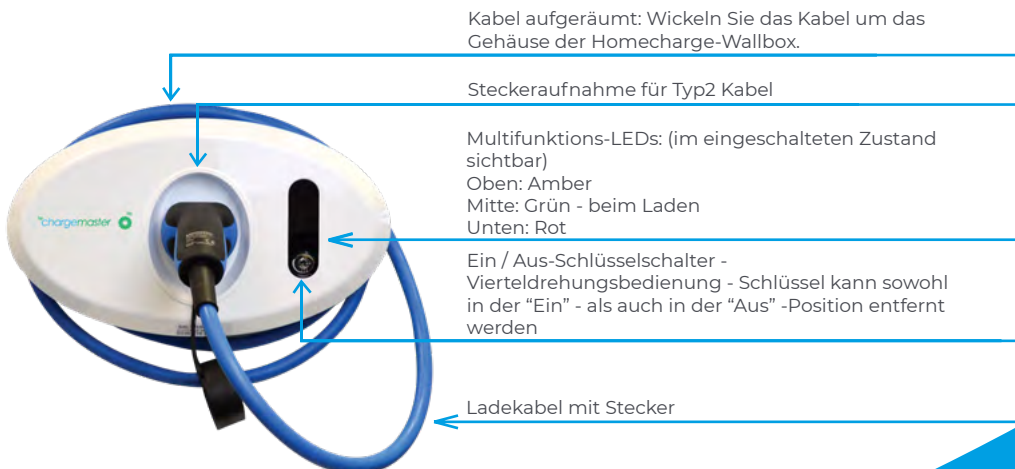 Kabel aufgeräumt: Wickeln Sie das Kabel um das
Gehäuse der Homecharge-Wallbox.
Steckeraufnahme für Typ2 Kabel
Multifunktions-LEDs: (im eingeschalteten Zustand
sichtbar)
Oben: Amber
Mitte: Grün - beim Laden
Unten: Rot
chargemaster
Ein / Aus-Schlüsselschalter -
Vierteldrehungsbedienung - Schlüssel kann sowohl
in der “Ein” - als auch in der “Aus” -Position entfernt
werden
Ladekabel mit Stecker